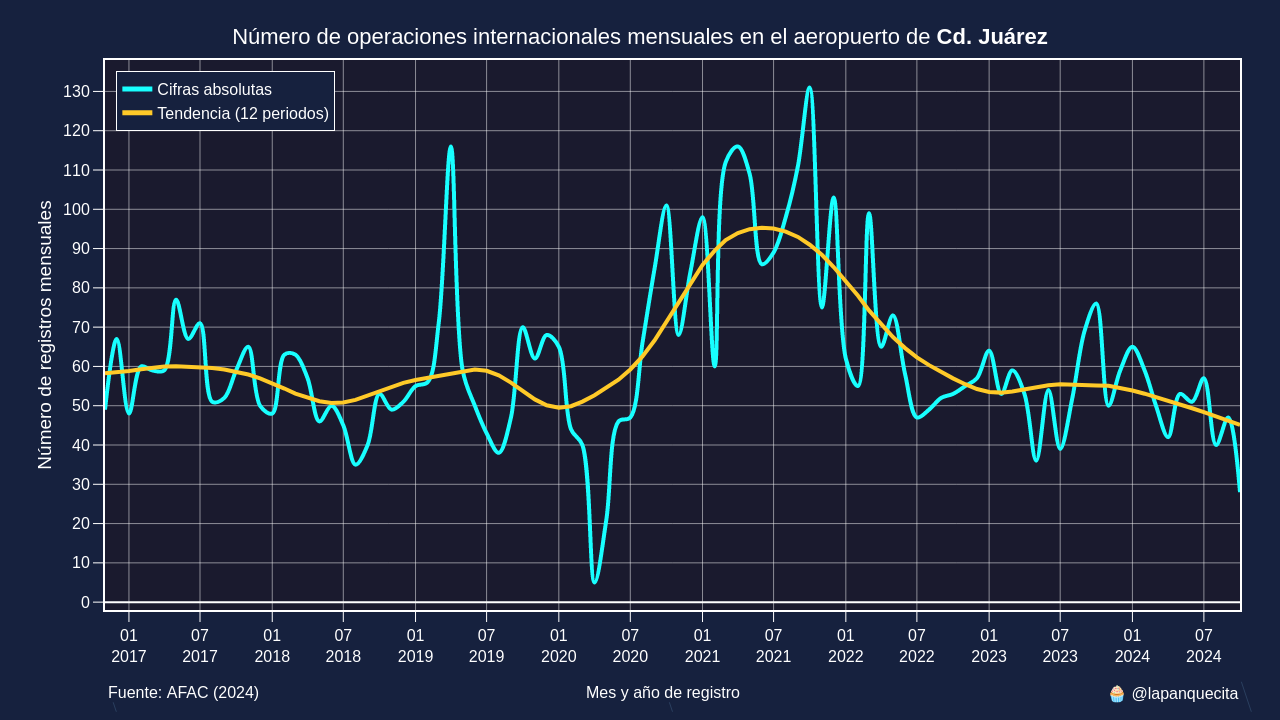 Número de operaciones internacionales mensuales en el aeropuerto de Cd. Juárez
Cifras absolutas
Tendencia (12 periodos)
Número de registros mensuales
130
120
110
100
90
80
70
60
50
40
30
20
10
0
01 07 01 07 01 07 01 07 01 07 01 07 01 07 01 07
2017 2017 2018 2018 2019 2019 2020 2020 2021 2021 2022 2022 2023 2023 2024 2024
Fuente: AFAC (2024) Mes y año de registro 🧁 @lapanquecita